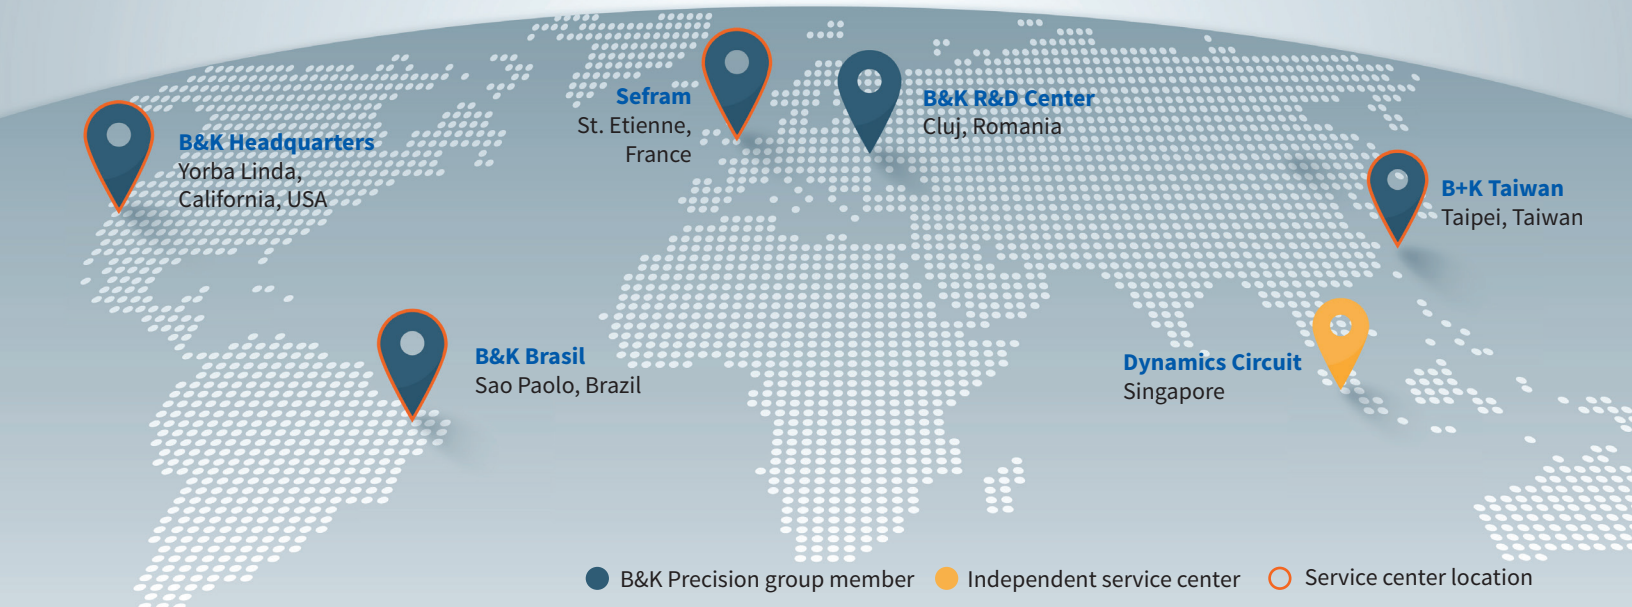 Sefram
St. Etienne,
France
B&K R&D Center
Cluj, Romania
B&K Headquarters
Yorba Linda,
California, USA
B+K Taiwan
Taipei, Taiwan
B&K Brasil
Sao Paolo, Brazil
Dynamics Circuit
Singapore
B&K Precision group member
Independent service center
Service center location